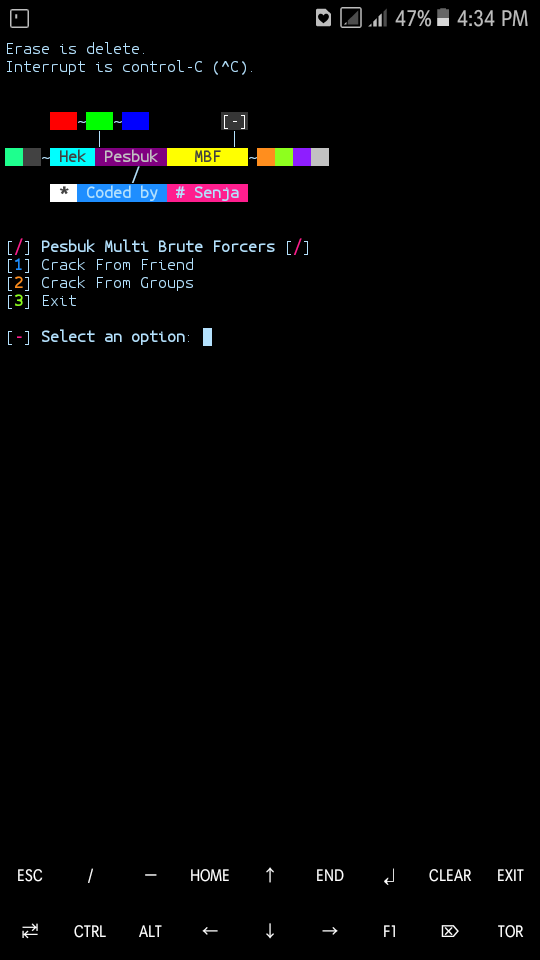 47% 4:34 PM
Erase is delete.
Interrupt is control-C (^C).
~ ~ [-]
~ Hek Pesbuk MBF ~
/
* Coded by # Senja
[/] Pesbuk Multi Brute Forcers [/]
[1] Crack From Friend
[2] Crack From Groups
[3] Exit
[-] Select an option:
ESC / — HOME ↑ END ↲ CLEAR EXIT
⇄ CTRL ALT ← ↓ → F1 ⌦ TOR